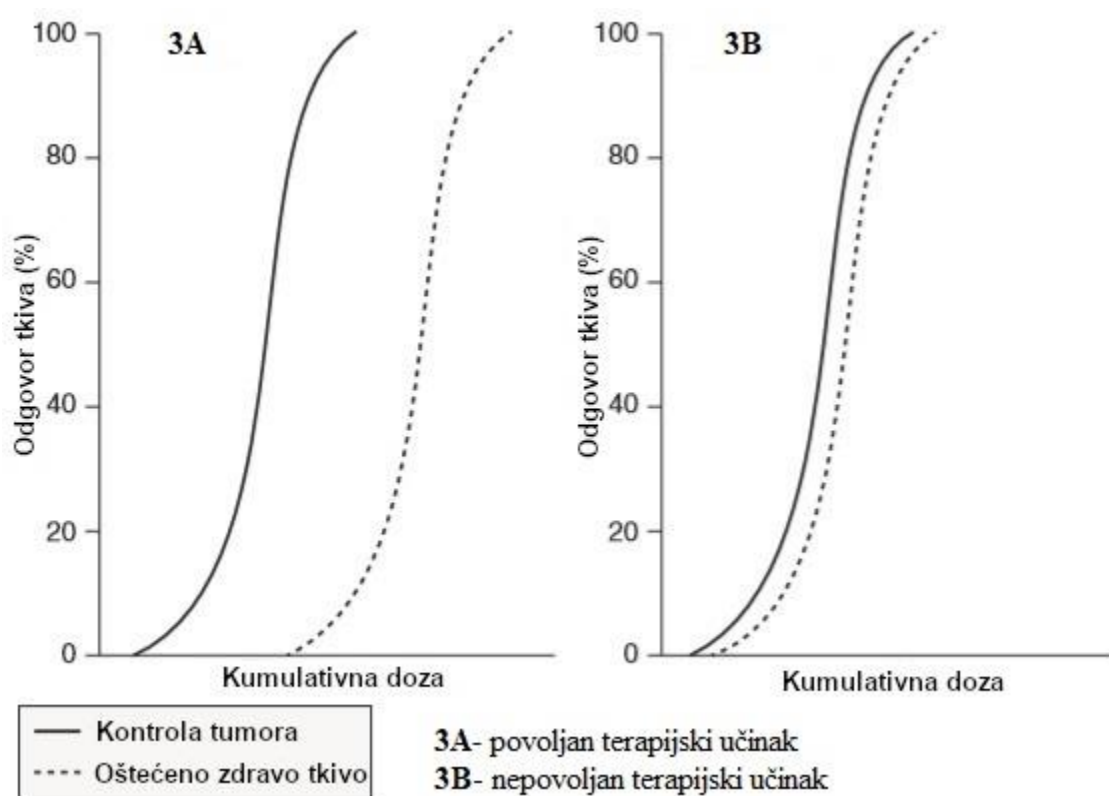 3A
100
80
60
40
20
0
Odgovor tkiva (%)
Kumulativna doza
3B
100
80
60
40
20
0
Odgovor tkiva (%)
Kumulativna doza
Kontrola tumora
Oštećeno zdravo tkivo
3A- povoljan terapijski učinak
3B- nepovoljan terapijski učinak